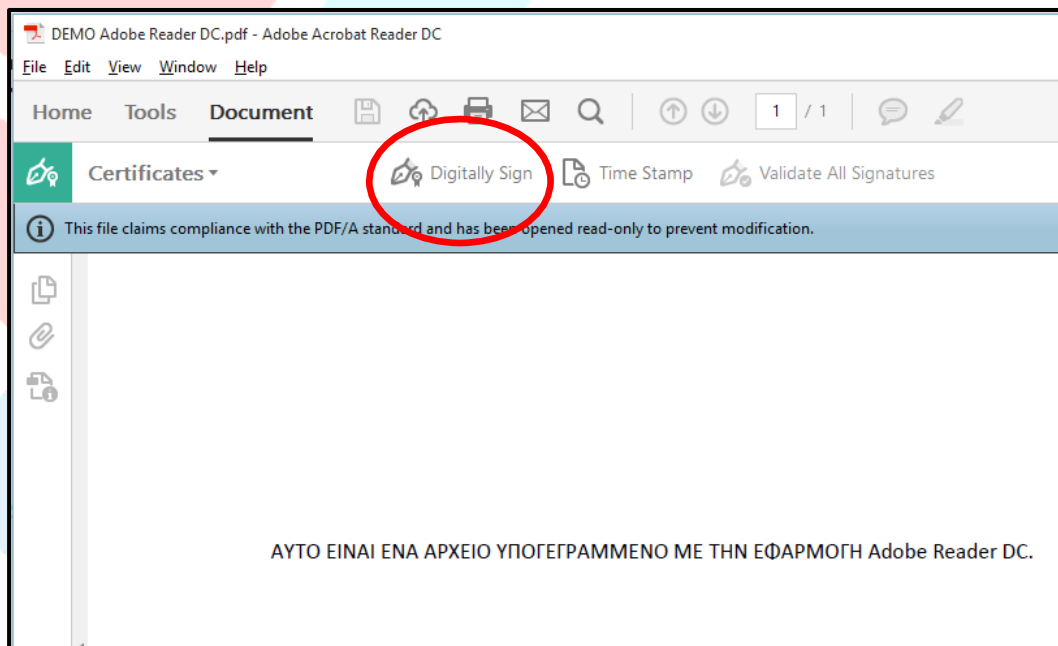 DEMO Adobe Reader DC.pdf - Adobe Acrobat Reader DC
File Edit View Window Help
Home Tools Document 1 / 1
Certificates Digitally Sign Time Stamp Validate All Signatures
This file claims compliance with the PDF/A standard and has been opened read-only to prevent modification.
ΑΥΤΟ ΕΙΝΑΙ ΕΝΑ ΑΡΧΕΙΟ ΥΠΟΓΕΓΡΑΜΜΕΝΟ ΜΕ ΤΗΝ ΕΦΑΡΜΟΓΗ Adobe Reader DC.